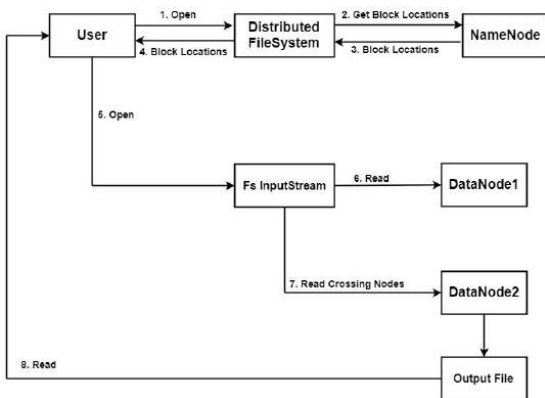 1. Open
2. Get Block Locations
User
Distributed
FileSystem
NameNode
4. Block Locations
3. Block Locations
5. Open
Fs InputStream
6. Read
DataNode1
7. Read Crossing Nodes
DataNode2
8. Read
Output File